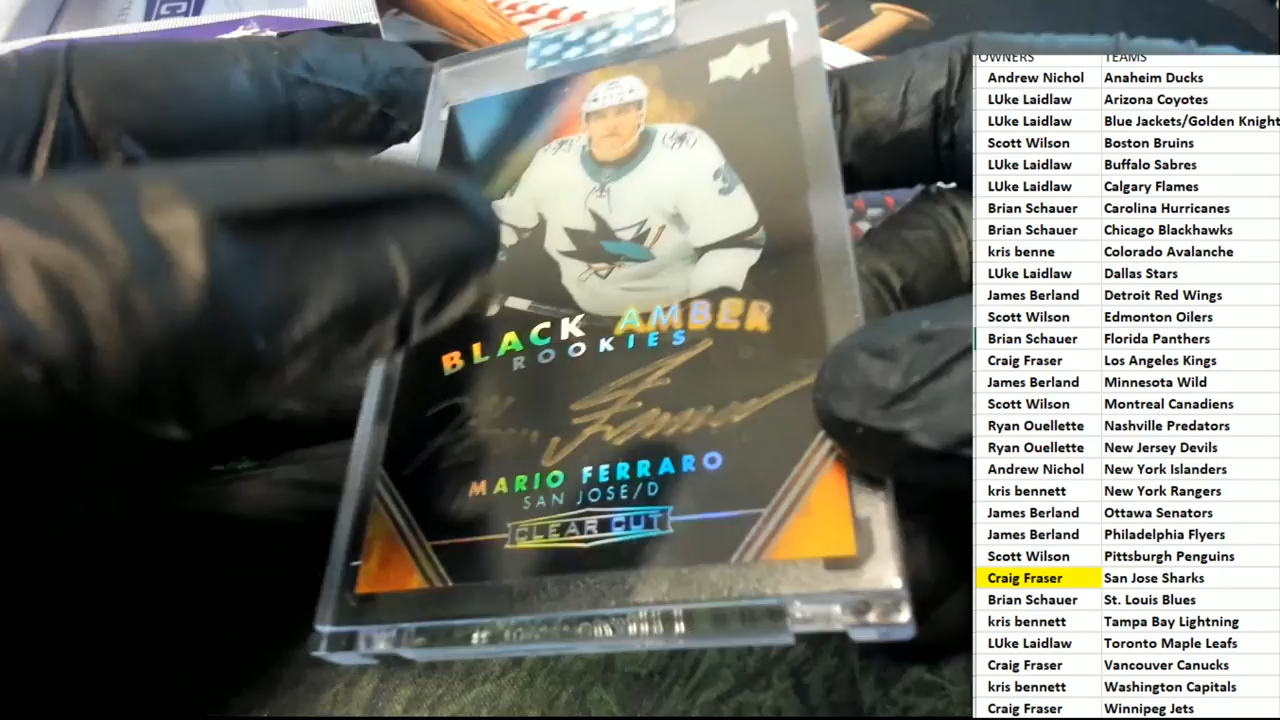 BLACK AMBER
ROOKIES
MARIO FERRARO
SAN JOSE/D
CLEAR CUT
OWNERS TEAMS
Andrew Nichol Anaheim Ducks
LUke Laidlaw Arizona Coyotes
LUke Laidlaw Blue Jackets/Golden Knight
Scott Wilson Boston Bruins
LUke Laidlaw Buffalo Sabres
LUke Laidlaw Calgary Flames
Brian Schauer Carolina Hurricanes
Brian Schauer Chicago Blackhawks
kris benne Colorado Avalanche
LUke Laidlaw Dallas Stars
James Berland Detroit Red Wings
Scott Wilson Edmonton Oilers
Brian Schauer Florida Panthers
Craig Fraser Los Angeles Kings
James Berland Minnesota Wild
Scott Wilson Montreal Canadiens
Ryan Ouellette Nashville Predators
Ryan Ouellette New Jersey Devils
Andrew Nichol New York Islanders
kris bennett New York Rangers
James Berland Ottawa Senators
James Berland Philadelphia Flyers
Scott Wilson Pittsburgh Penguins
Craig Fraser San Jose Sharks
Brian Schauer St. Louis Blues
kris bennett Tampa Bay Lightning
LUke Laidlaw Toronto Maple Leafs
Craig Fraser Vancouver Canucks
kris bennett Washington Capitals
Craig Fraser Winnipeg Jets